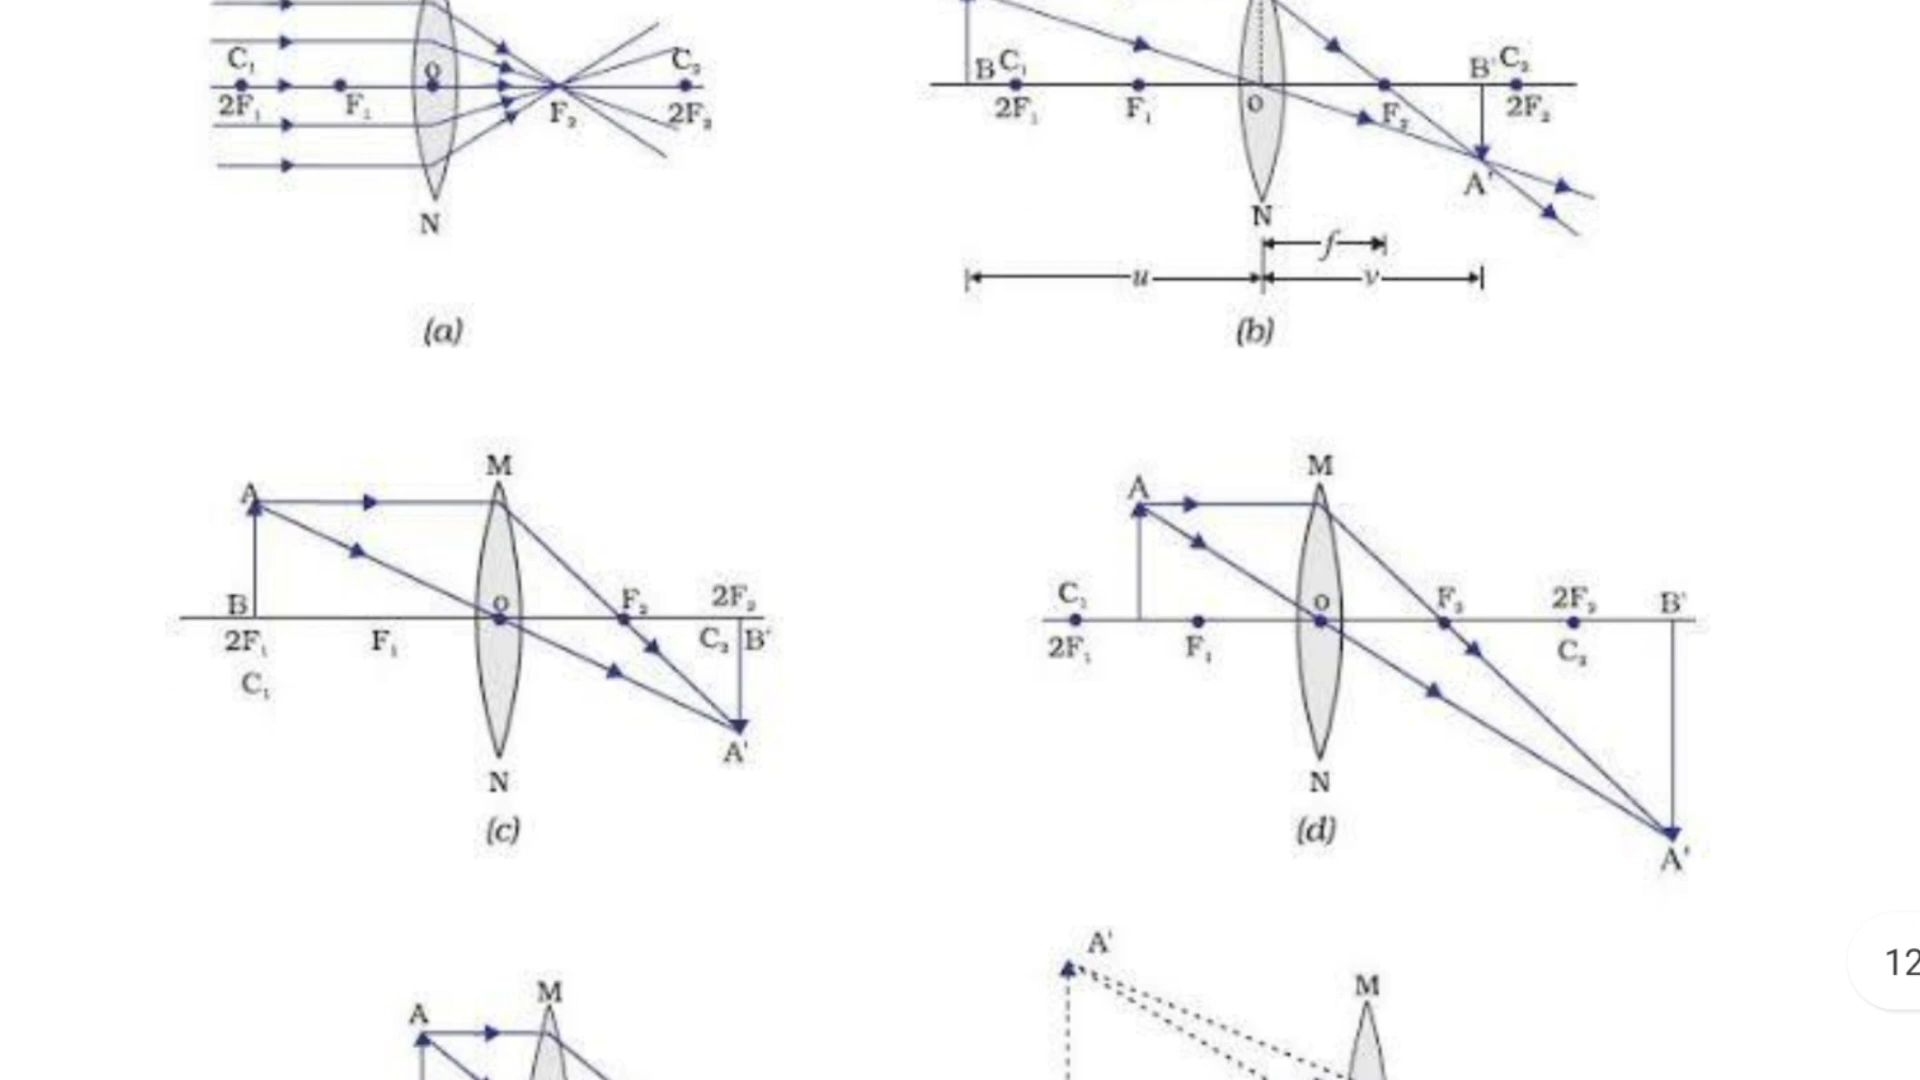 C₁ O C₂
2F₁ F₁ F₂ 2F₂
N
(a)
B C₁ B' C₂
2F₁ F₁ O F₂ 2F₂
A'
N
f
u v
(b)
M
A
B O F₂ 2F₂
2F₁ F₁ C₂ B'
C₁
A'
N
(c)
M
A
C₁ O F₂ 2F₂ B'
2F₁ F₁ C₂
N
A'
(d)
M
A
A'
M
12